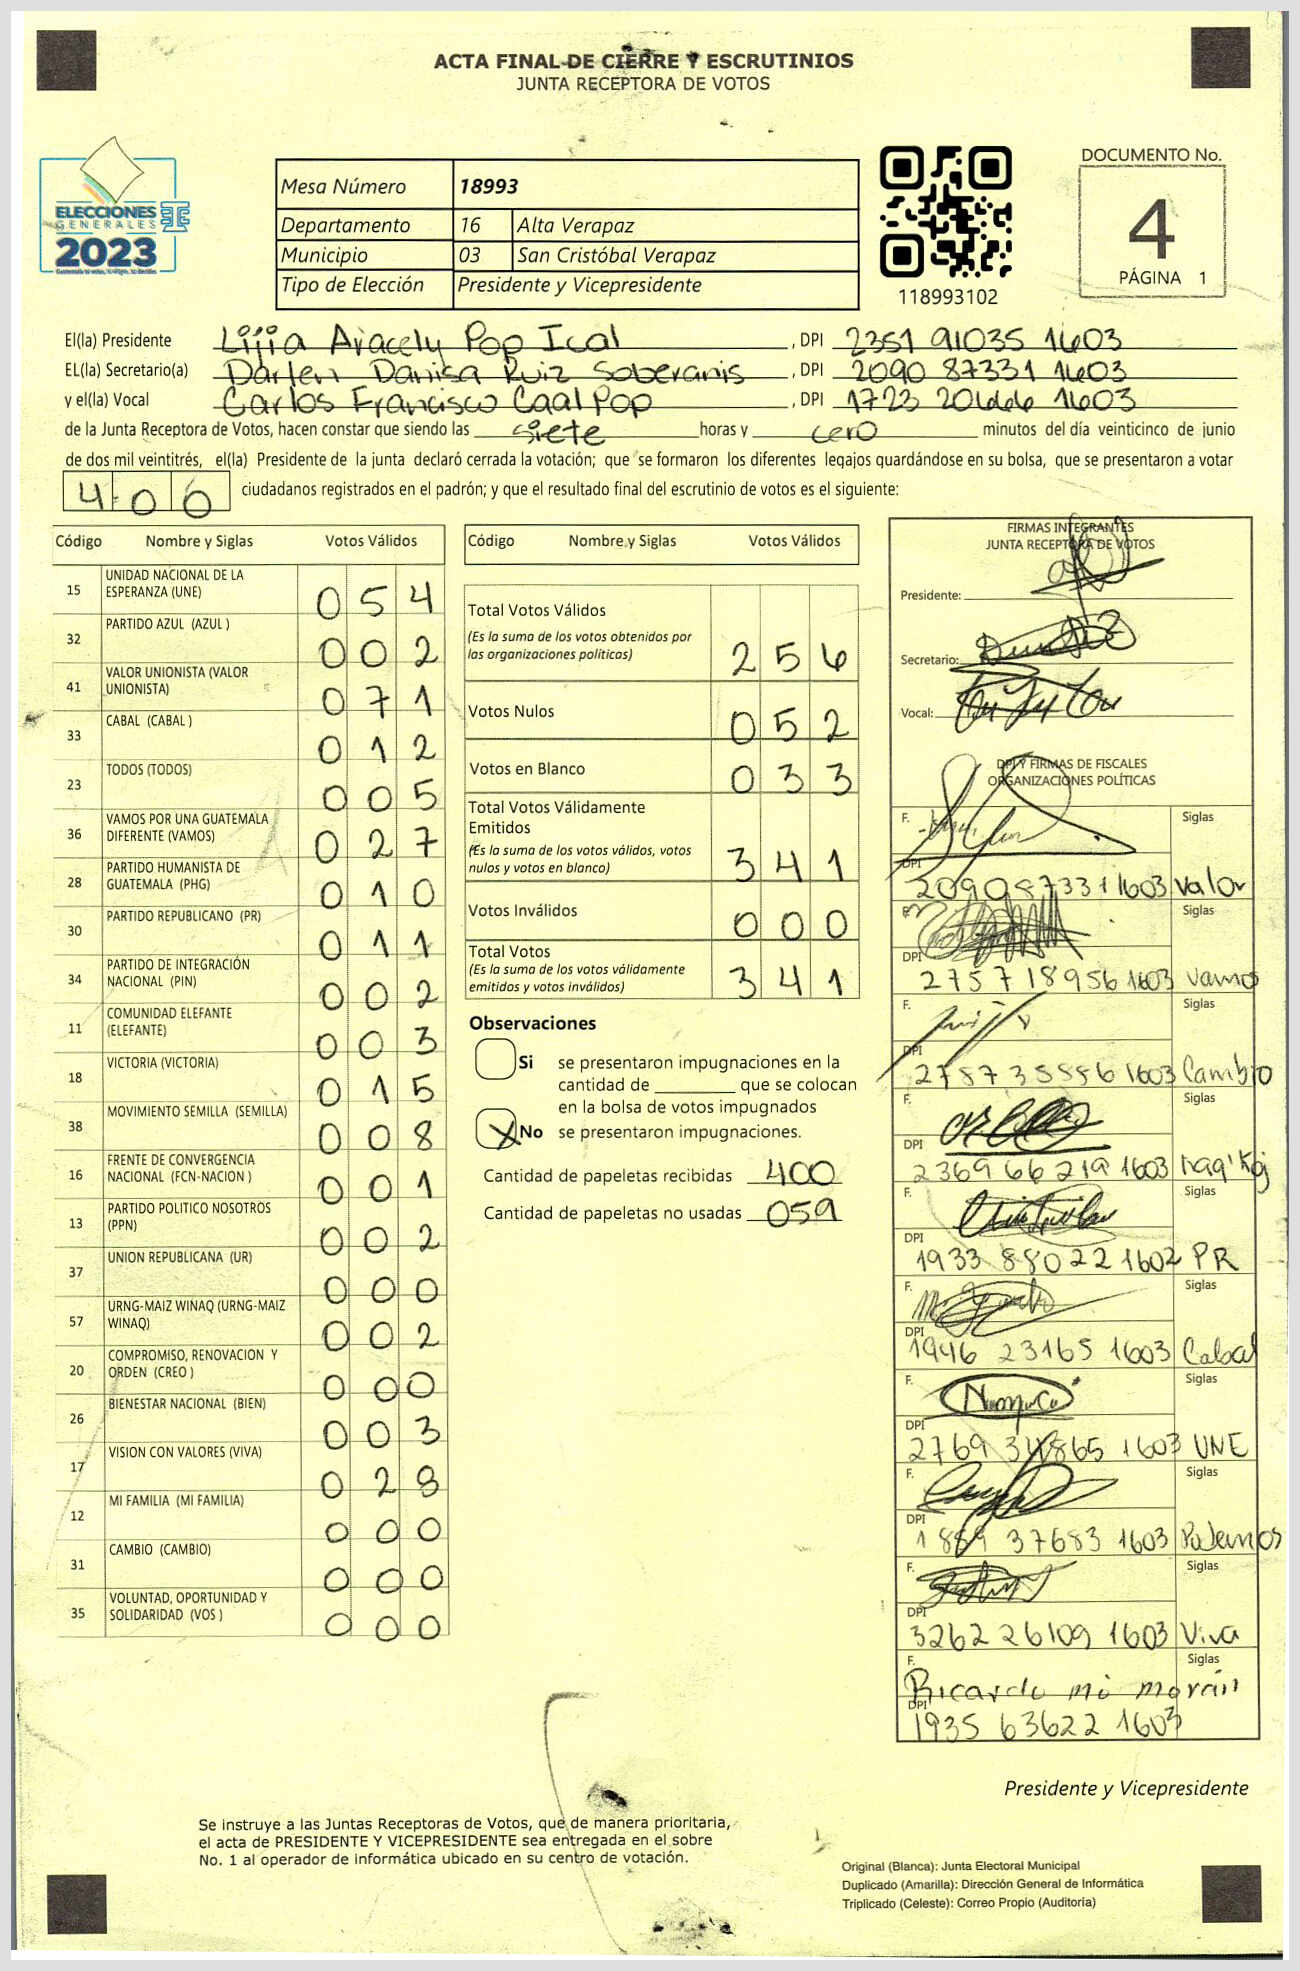 ACTA FINAL DE CIERRE Y ESCRUTINIOS
JUNTA RECEPTORA DE VOTOS
ELECCIONES
GENERALES
2023
Mesa Número 18993
Departamento 16 Alta Verapaz
Municipio 03 San Cristóbal Verapaz
Tipo de Elección Presidente y Vicepresidente
118993102
DOCUMENTO No.
4
PÁGINA 1
El(la) Presidente Lijia Aracely Pop Ical , DPI 2351 91035 1603
EL(la) Secretario(a) Darlen Danisa Ruiz Soberanis , DPI 2090 87331 1603
y el(la) Vocal Carlos Francisco Caal Pop , DPI 1723 20666 1603
de la Junta Receptora de Votos, hacen constar que siendo las siete horas y cero minutos del día veinticinco de junio
de dos mil veintitrés, el(la) Presidente de la junta declaró cerrada la votación; que se formaron los diferentes legajos quardándose en su bolsa, que se presentaron a votar
400 ciudadanos registrados en el padrón; y que el resultado final del escrutinio de votos es el siguiente:
Código Nombre y Siglas Votos Válidos
15 UNIDAD NACIONAL DE LA ESPERANZA (UNE) 054
32 PARTIDO AZUL (AZUL ) 002
41 VALOR UNIONISTA (VALOR UNIONISTA) 071
33 CABAL (CABAL ) 012
23 TODOS (TODOS) 005
36 VAMOS POR UNA GUATEMALA DIFERENTE (VAMOS) 027
28 PARTIDO HUMANISTA DE GUATEMALA (PHG) 010
30 PARTIDO REPUBLICANO (PR) 011
34 PARTIDO DE INTEGRACIÓN NACIONAL (PIN) 002
11 COMUNIDAD ELEFANTE (ELEFANTE) 003
18 VICTORIA (VICTORIA) 015
38 MOVIMIENTO SEMILLA (SEMILLA) 008
16 FRENTE DE CONVERGENCIA NACIONAL (FCN-NACION ) 001
13 PARTIDO POLITICO NOSOTROS (PPN) 002
37 UNION REPUBLICANA (UR) 000
57 URNG-MAIZ WINAQ (URNG-MAIZ WINAQ) 002
20 COMPROMISO, RENOVACION Y ORDEN (CREO ) 000
26 BIENESTAR NACIONAL (BIEN) 003
17 VISION CON VALORES (VIVA) 028
12 MI FAMILIA (MI FAMILIA) 000
31 CAMBIO (CAMBIO) 000
35 VOLUNTAD, OPORTUNIDAD Y SOLIDARIDAD (VOS ) 000
Código Nombre y Siglas Votos Válidos
Total Votos Válidos
(Es la suma de los votos obtenidos por
las organizaciones políticas) 256
Votos Nulos 052
Votos en Blanco 033
Total Votos Válidamente
Emitidos
(Es la suma de los votos válidos, votos
nulos y votos en blanco) 341
Votos Inválidos 000
Total Votos
(Es la suma de los votos válidamente
emitidos y votos inválidos) 341
Observaciones
Si se presentaron impugnaciones en la
cantidad de ________ que se colocan
en la bolsa de votos impugnados
X No se presentaron impugnaciones.
Cantidad de papeletas recibidas 400
Cantidad de papeletas no usadas 059
FIRMAS INTEGRANTES
JUNTA RECEPTORA DE VOTOS
Presidente:
Secretario:
Vocal:
DPI Y FIRMAS DE FISCALES
ORGANIZACIONES POLÍTICAS
F. Siglas
DPI 2090 87331 1603 Valor
F. Siglas
DPI 2757 18956 1603 Vamos
F. Siglas
DPI 2787 35886 1603 Cambio
F. Siglas
DPI 2369 66219 1603
F. Siglas
DPI 1933 88022 1602 PR
F. Siglas
DPI 1946 23165 1603 Cabal
F. Siglas
DPI 2769 34865 1603 UNE
F. Siglas
DPI 1889 37683 1603 Podemos
F. Siglas
DPI 3262 26109 1603 Viva
F. Siglas
Ricardo mó morán
DPI 1935 63622 1603
Presidente y Vicepresidente
Se instruye a las Juntas Receptoras de Votos, que de manera prioritaria,
el acta de PRESIDENTE Y VICEPRESIDENTE sea entregada en el sobre
No. 1 al operador de informática ubicado en su centro de votación.
Original (Blanca): Junta Electoral Municipal
Duplicado (Amarilla): Dirección General de Informática
Triplicado (Celeste): Correo Propio (Auditoría)